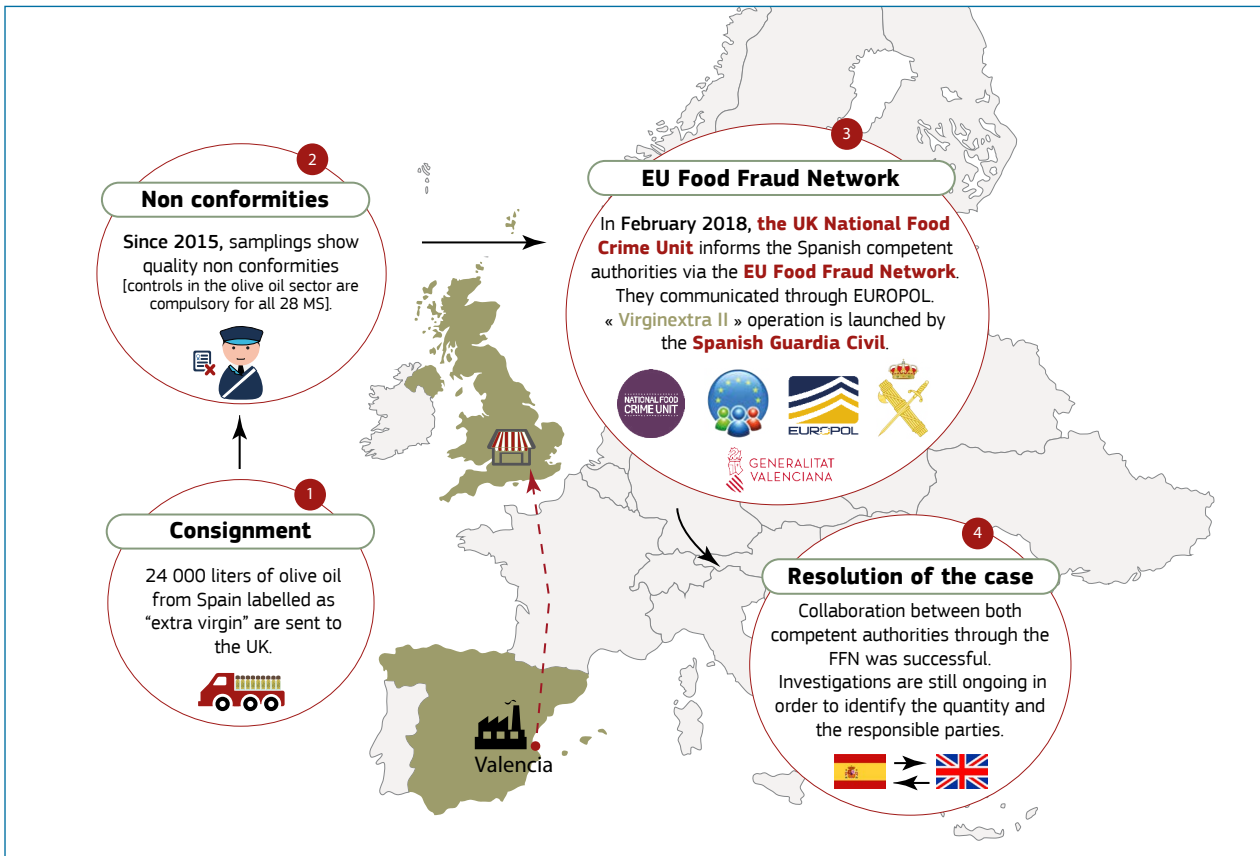 1
Consignment
24 000 liters of olive oil
from Spain labelled as
“extra virgin” are sent to
the UK.
2
Non conformities
Since 2015, samplings show
quality non conformities
[controls in the olive oil sector are
compulsory for all 28 MS].
3
EU Food Fraud Network
In February 2018, the UK National Food
Crime Unit informs the Spanish competent
authorities via the EU Food Fraud Network.
They communicated through EUROPOL.
« Virginextra II » operation is launched by
the Spanish Guardia Civil.
NATIONAL FOOD
CRIME UNIT
EUROPOL
GENERALITAT
VALENCIANA
4
Resolution of the case
Collaboration between both
competent authorities through the
FFN was successful.
Investigations are still ongoing in
order to identify the quantity and
the responsible parties.
Valencia